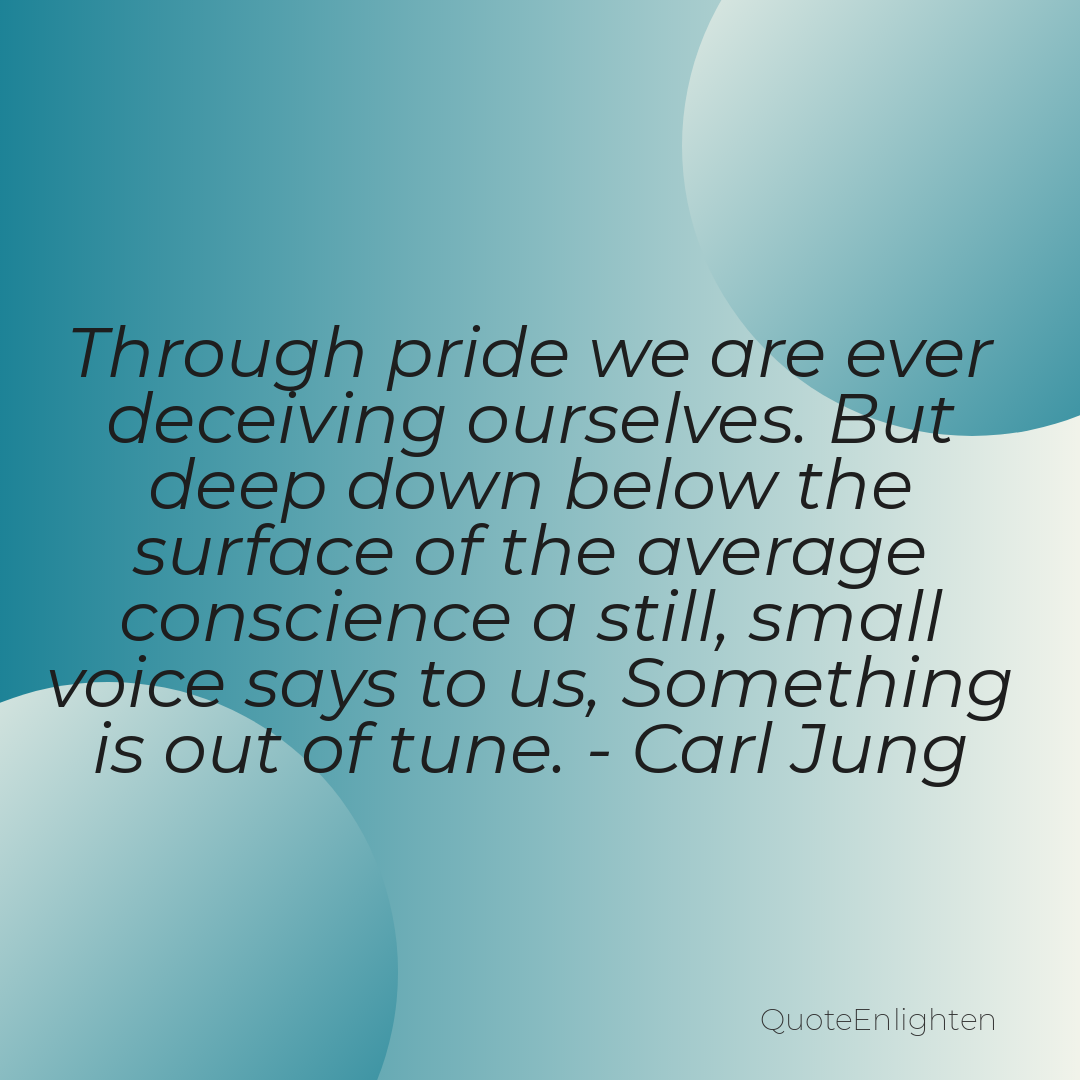 Through pride we are ever
deceiving ourselves. But
deep down below the
surface of the average
conscience a still, small
voice says to us, Something
is out of tune. - Carl Jung
QuoteEnlighten